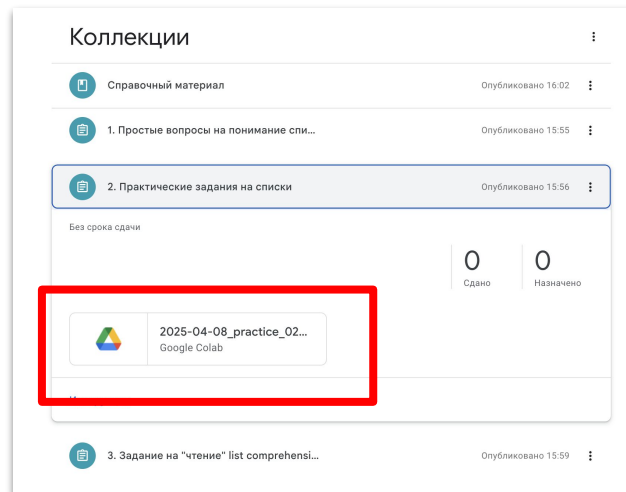 Коллекции
Справочный материал
Опубликовано 16:02
1. Простые вопросы на понимание спи...
Опубликовано 15:55
2. Практические задания на списки
Опубликовано 15:56
Без срока сдачи
0
0
Сдано
Назначено
2025-04-08_practice_02...
Google Colab
3. Задание на "чтение" list comprehensi...
Опубликовано 15:59